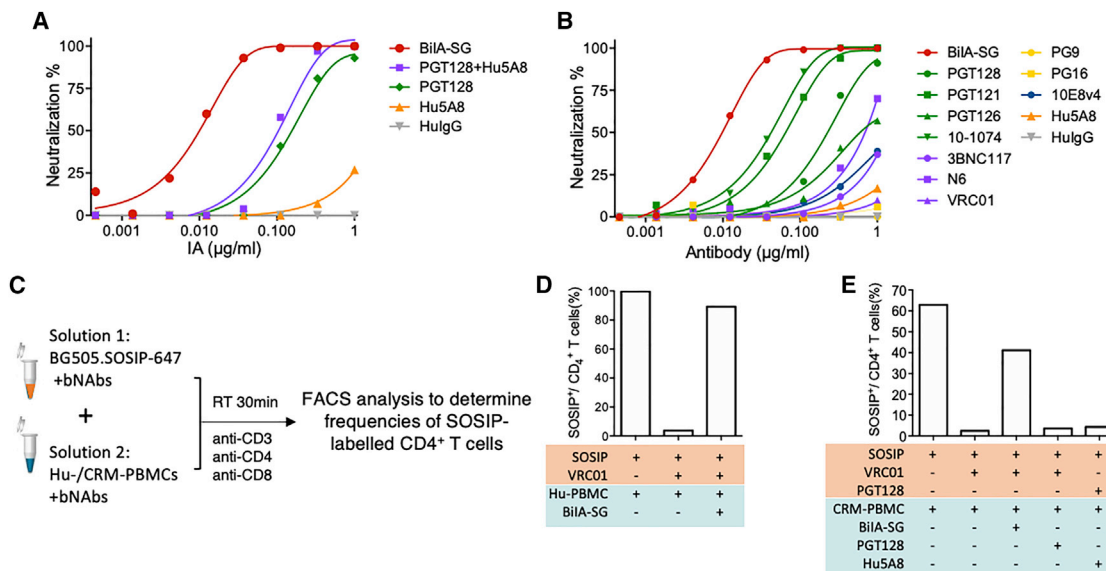 A
Neutralization %
100
75
50
25
0
0.001
0.010
0.100
1
IA (µg/ml)
BiIA-SG
PGT128+Hu5A8
PGT128
Hu5A8
HuIgG
B
Neutralization %
100
75
50
25
0
0.001
0.010
0.100
1
Antibody (µg/ml)
BiIA-SG
PGT128
PGT121
PGT126
10-1074
3BNC117
N6
VRC01
PG9
PG16
10E8v4
Hu5A8
HuIgG
C
Solution 1:
BG505.SOSIP-647
+bNAbs
+
Solution 2:
Hu-/CRM-PBMCs
+bNAbs
RT 30min
anti-CD3
anti-CD4
anti-CD8
FACS analysis to determine
frequencies of SOSIP-
labelled CD4⁺ T cells
D
SOSIP⁺/ CD₄⁺ T cells(%)
100
80
60
40
20
0
SOSIP + + +
VRC01 - + +
Hu-PBMC + + +
BiIA-SG - - +
E
SOSIP⁺/ CD4⁺ T cells(%)
70
60
50
40
30
20
10
0
SOSIP + + + + +
VRC01 - + + + -
PGT128 - - - - +
CRM-PBMC + + + + +
BiIA-SG - - + - -
PGT128 - - - + -
Hu5A8 - - - - +